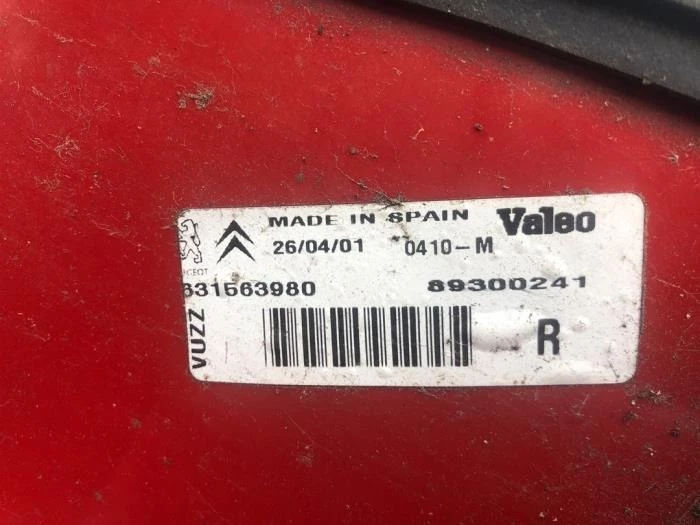 MADE IN SPAIN Valeo
26/04/01 0410-M
631563980 89300241
VUZZ R